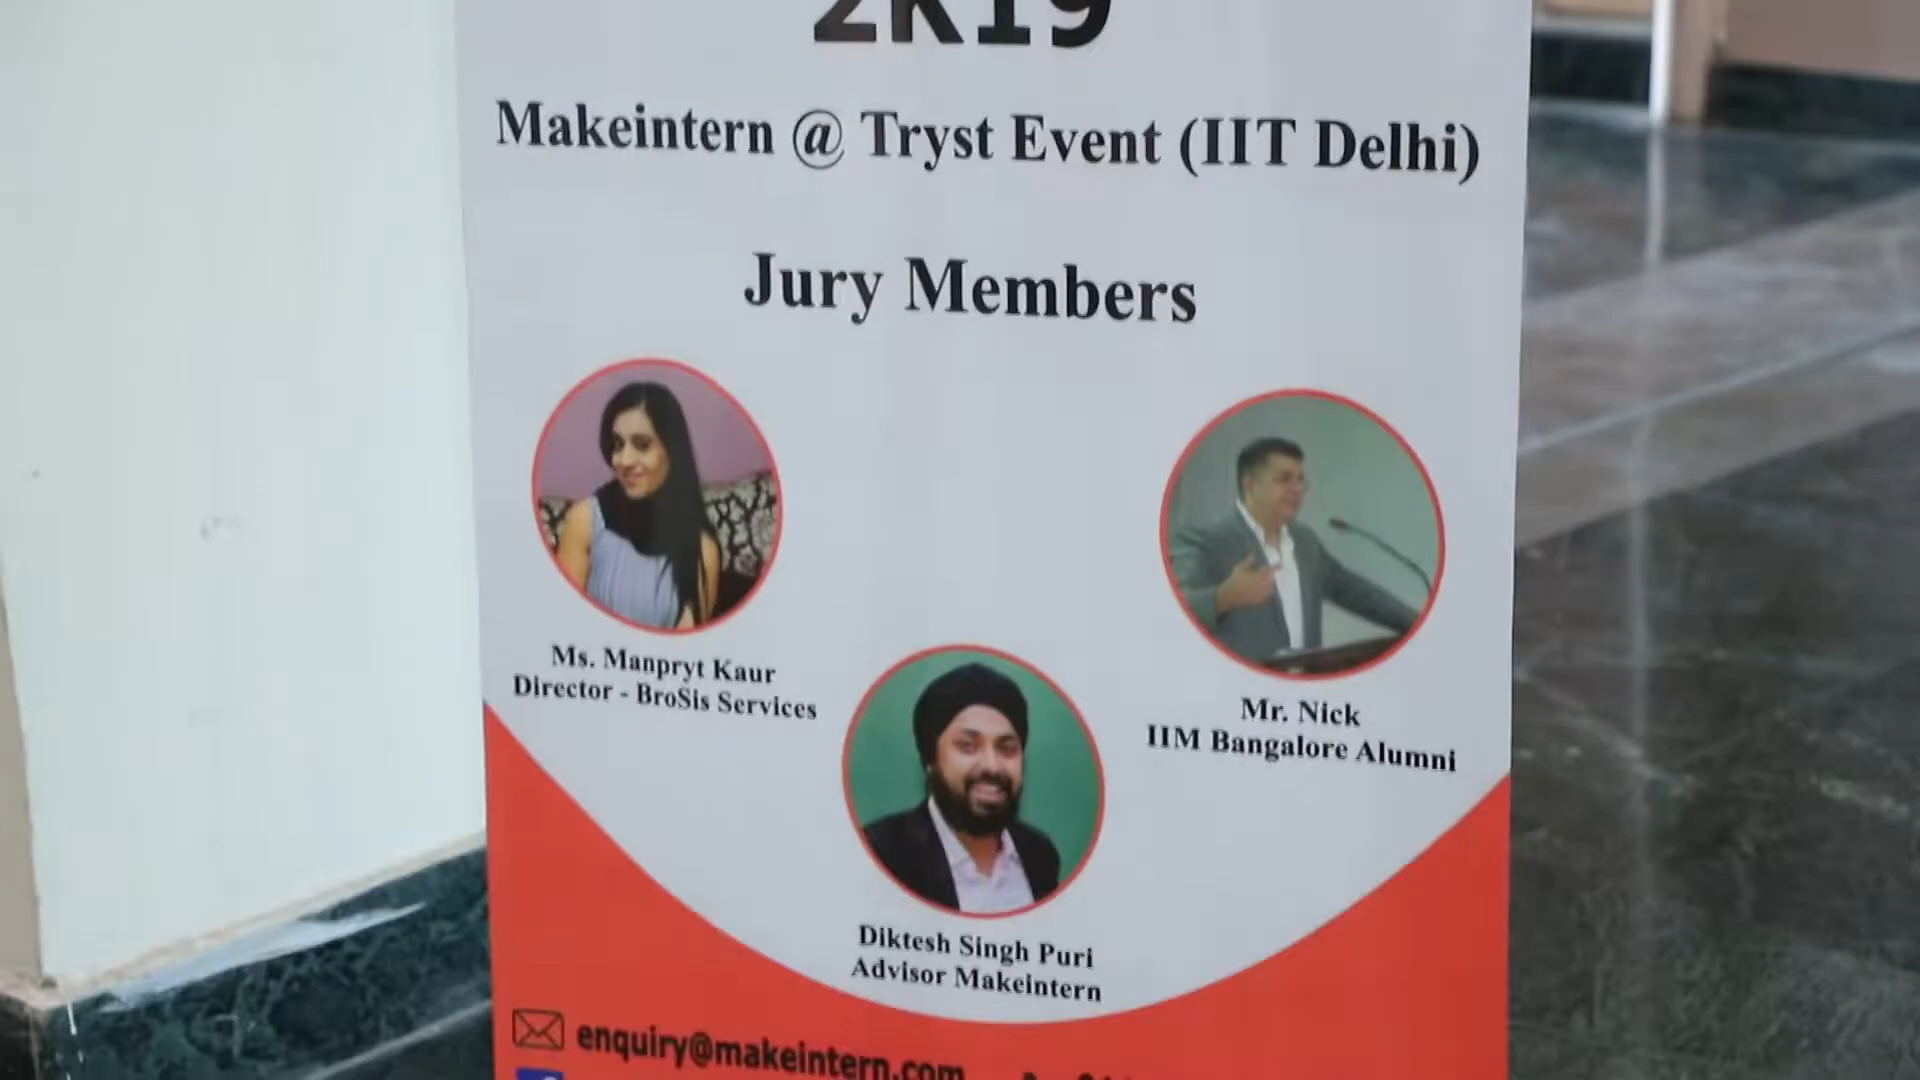 2K19
Makeintern @ Tryst Event (IIT Delhi)
Jury Members
Ms. Manpryt Kaur
Director - BroSis Services
Mr. Nick
IIM Bangalore Alumni
Diktesh Singh Puri
Advisor Makeintern
enquiry@makeintern.com